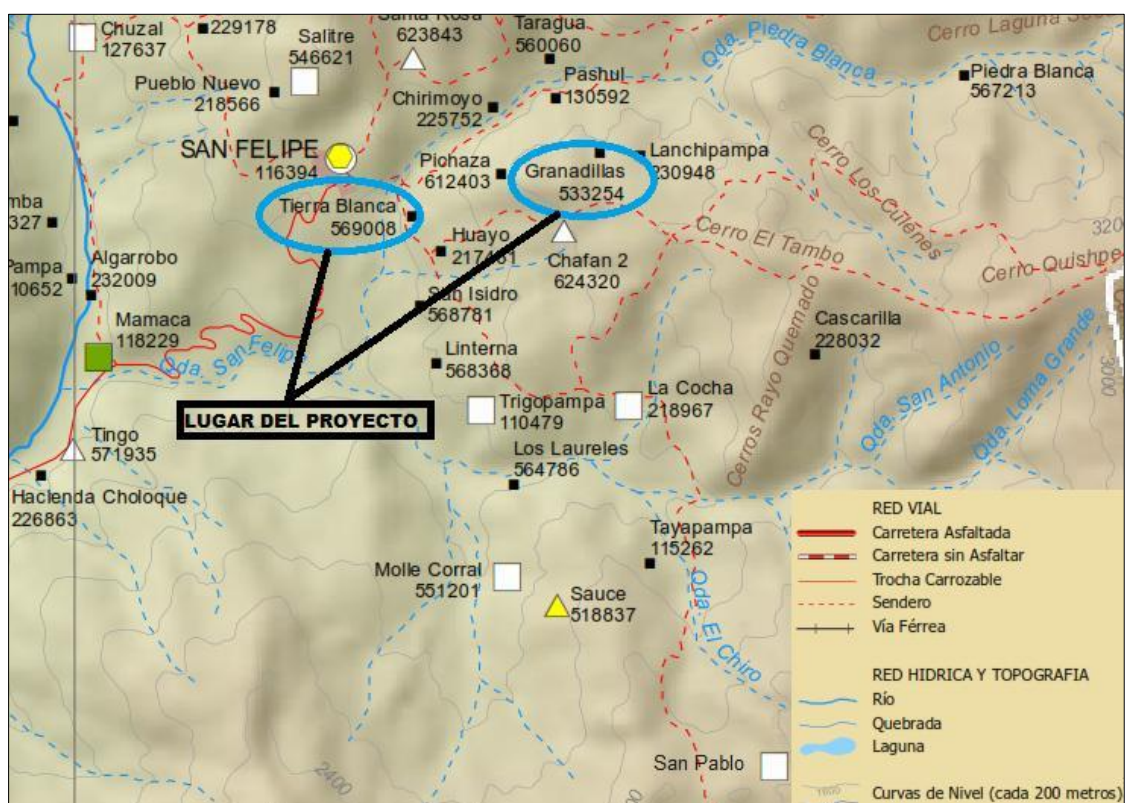 Chuzal
127637
229178
Salitre
546621
Santa Rosa
623843
Taragua
560060
Pashul
130592
Qda. Piedra Blanca
Piedra Blanca
567213
Pueblo Nuevo
218566
Chirimoyo
225752
SAN FELIPE
116394
Pichaza
612403
Granadillas
533254
Lanchipampa
230948
Cerro Los Culenes
Tierra Blanca
569008
Cerro El Tambo
Cerro Quishpe
Huayo
Chafan 2
624320
327
Algarrobo
232009
10652
San Isidro
568781
Mamaca
118229
Qda. San Felipe
Linterna
568368
Cascarilla
228032
Cerros Rayo Quemado
Qda. San Antonio
Qda. Loma Grande
3000
LUGAR DEL PROYECTO
Trigopampa
110479
La Cocha
218967
Tingo
571935
Los Laureles
564786
Hacienda Choloque
226863
Tayapampa
115262
Molle Corral
551201
Sauce
518837
Qda. El Chiro
San Pablo
2400
RED VIAL
Carretera Asfaltada
Carretera sin Asfaltar
Trocha Carrozable
Sendero
Vía Férrea
RED HIDRICA Y TOPOGRAFIA
Río
Quebrada
Laguna
Curvas de Nivel (cada 200 metros)